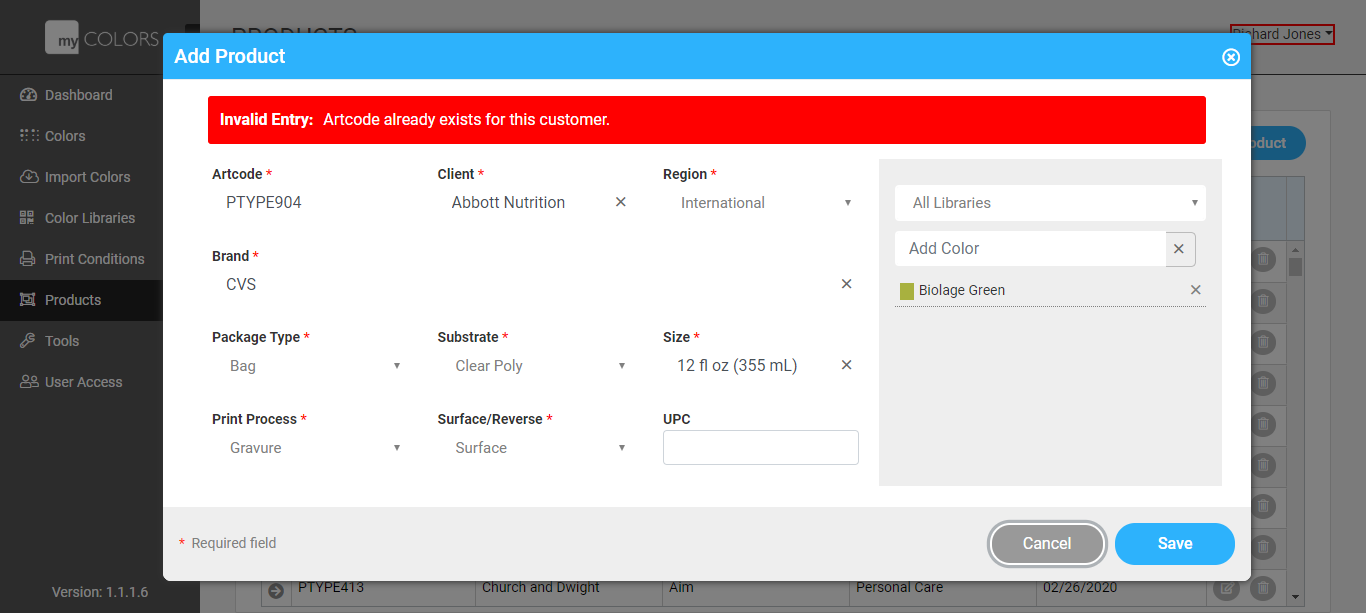 my COLORS
PRODUCTS
Richard Jones
Add Product
Dashboard
Colors
Import Colors
Color Libraries
Print Conditions
Products
Tools
User Access
Version: 1.1.1.6
Invalid Entry: Artcode already exists for this customer.
Artcode * Client * Region *
PTYPE904 Abbott Nutrition International
Brand *
CVS
Package Type * Substrate * Size *
Bag Clear Poly 12 fl oz (355 mL)
Print Process * Surface/Reverse * UPC
Gravure Surface
All Libraries
Add Color
Biolage Green
* Required field
Cancel Save
PTYPE413 Church and Dwight Aim Personal Care 02/26/2020